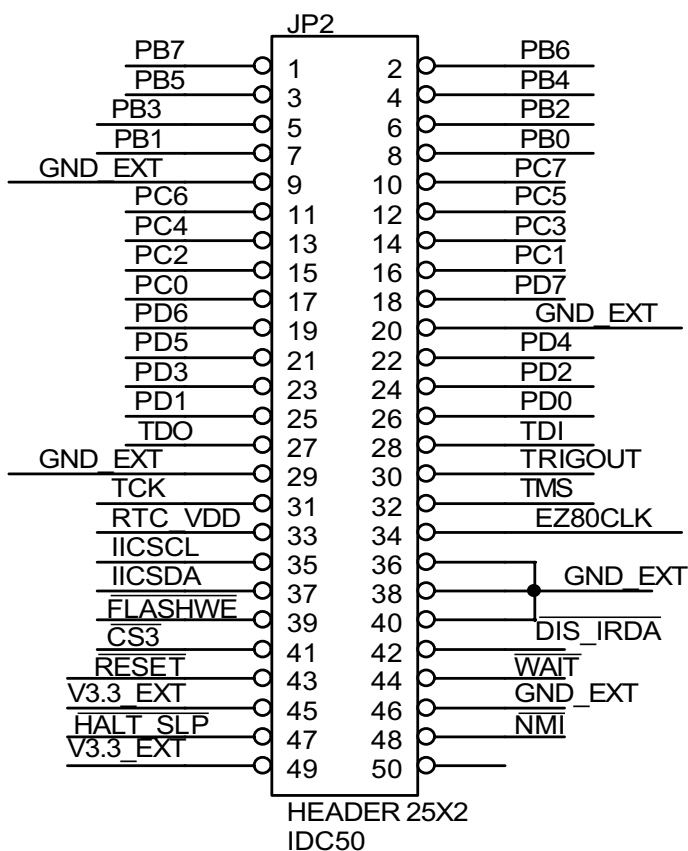 JP2
PB7 1 2 PB6
PB5 3 4 PB4
PB3 5 6 PB2
PB1 7 8 PB0
GND_EXT 9 10 PC7
PC6 11 12 PC5
PC4 13 14 PC3
PC2 15 16 PC1
PC0 17 18 PD7
PD6 19 20 GND_EXT
PD5 21 22 PD4
PD3 23 24 PD2
PD1 25 26 PD0
TDO 27 28 TDI
GND_EXT 29 30 TRIGOUT
TCK 31 32 TMS
RTC_VDD 33 34 EZ80CLK
IICSCL 35 36
IICSDA 37 38 GND_EXT
FLASHWE 39 40
CS3 41 42 DIS_IRDA
RESET 43 44 WAIT
V3.3_EXT 45 46 GND_EXT
HALT_SLP 47 48 NMI
V3.3_EXT 49 50
HEADER 25X2
IDC50